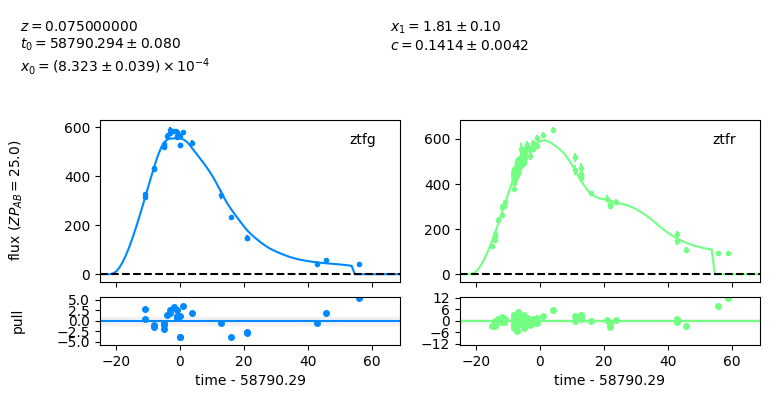 z = 0.075000000
t₀ = 58790.294 ± 0.080
x₀ = (8.323 ± 0.039) × 10⁻⁴
x₁ = 1.81 ± 0.10
c = 0.1414 ± 0.0042
flux (ZP_AB = 25.0)
600
400
200
0
ztfg
600
400
200
0
ztfr
pull
5.0
2.5
0.0
−2.5
−5.0
12
6
0
−6
−12
−20 0 20 40 60
time - 58790.29
−20 0 20 40 60
time - 58790.29